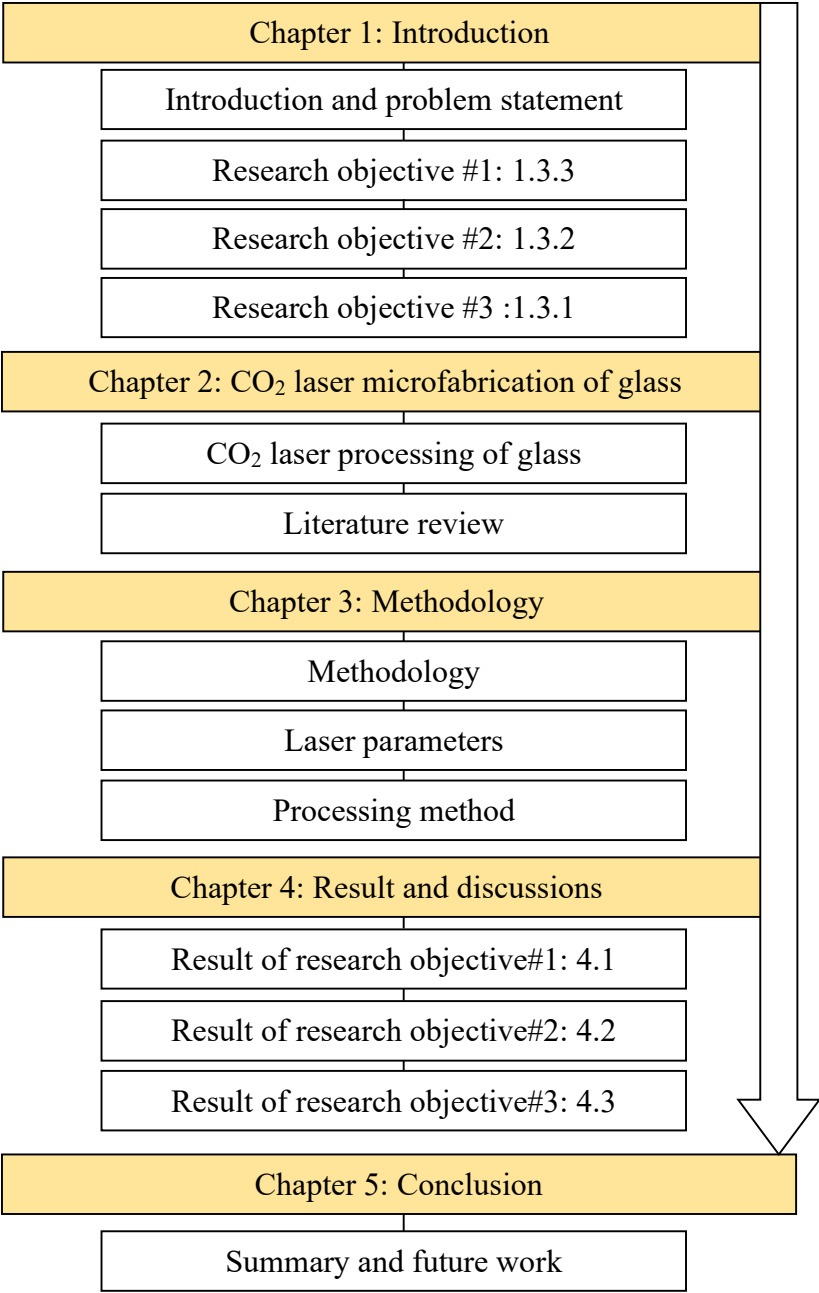 Chapter 1: Introduction
Introduction and problem statement
Research objective #1: 1.3.3
Research objective #2: 1.3.2
Research objective #3 :1.3.1
Chapter 2: CO₂ laser microfabrication of glass
CO₂ laser processing of glass
Literature review
Chapter 3: Methodology
Methodology
Laser parameters
Processing method
Chapter 4: Result and discussions
Result of research objective#1: 4.1
Result of research objective#2: 4.2
Result of research objective#3: 4.3
Chapter 5: Conclusion
Summary and future work